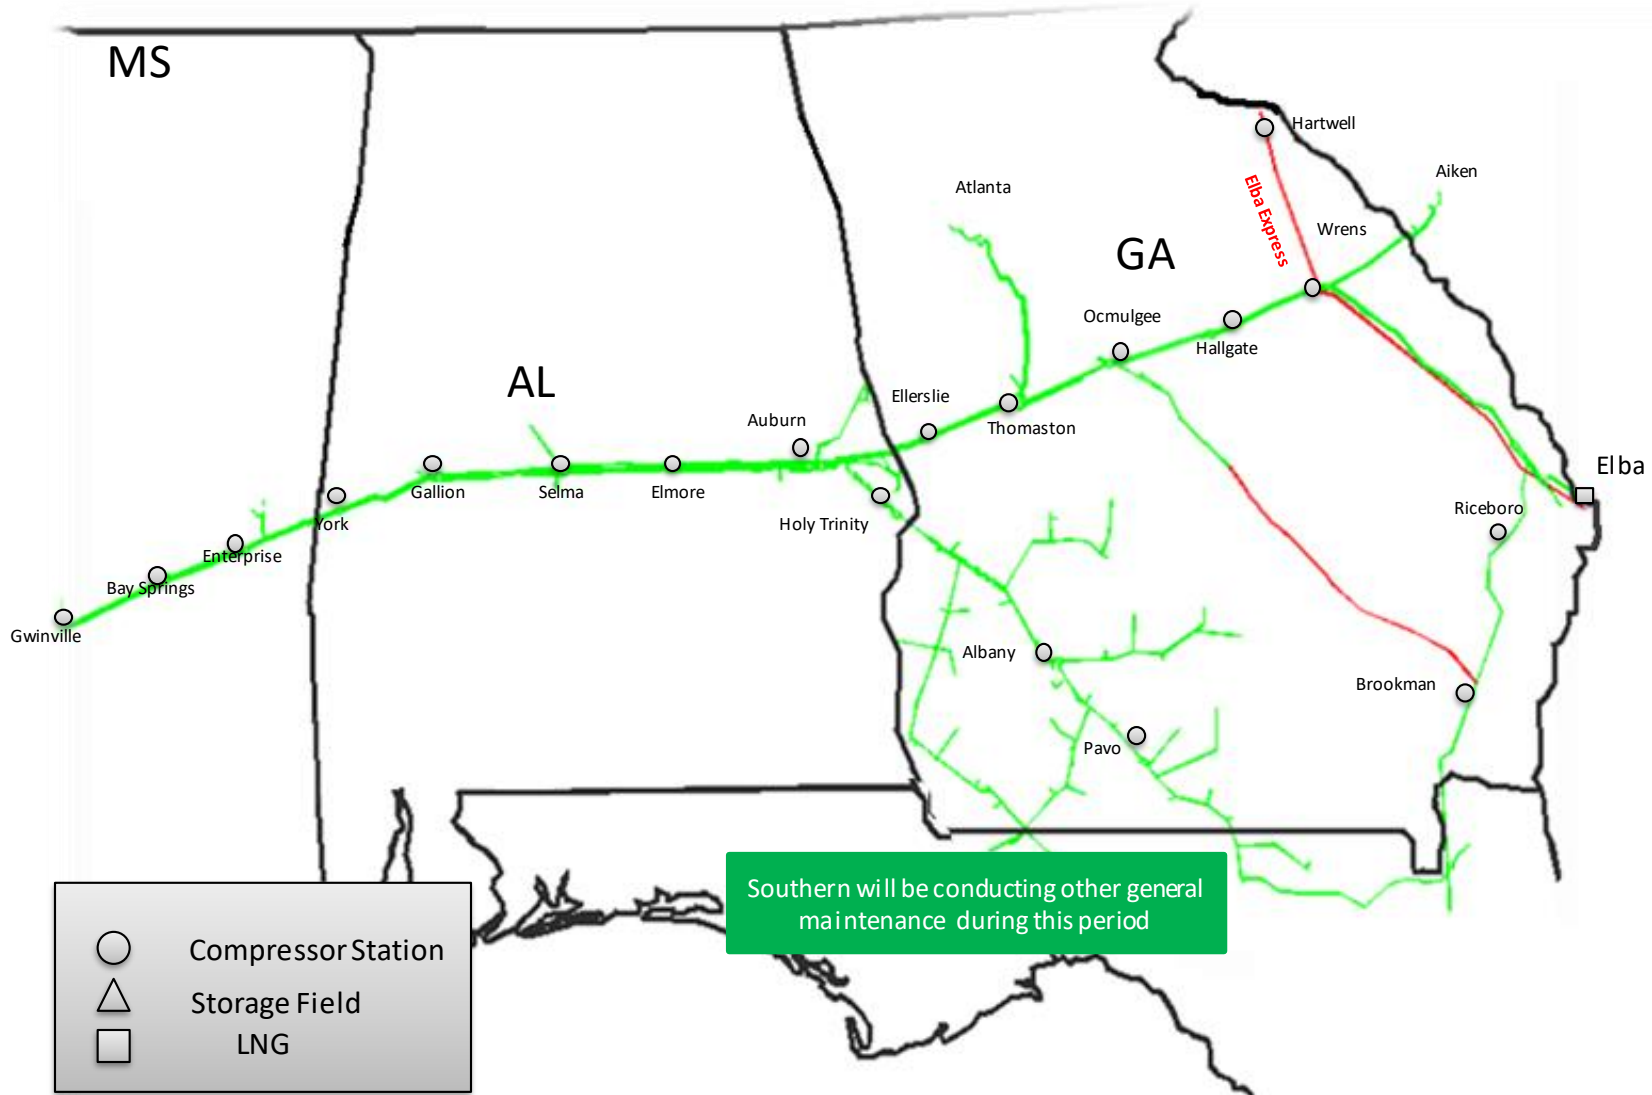 MS
Hartwell
Aiken
Atlanta
Elba Express
Wrens
GA
Ocmulgee
Hallgate
AL
Ellerslie
Auburn
Thomaston
Elba
Gallion
Selma
Elmore
York
Holy Trinity
Riceboro
Enterprise
Bay Springs
Gwinville
Albany
Brookman
Pavo
Southern will be conducting other general
maintenance during this period
Compressor Station
Storage Field
LNG